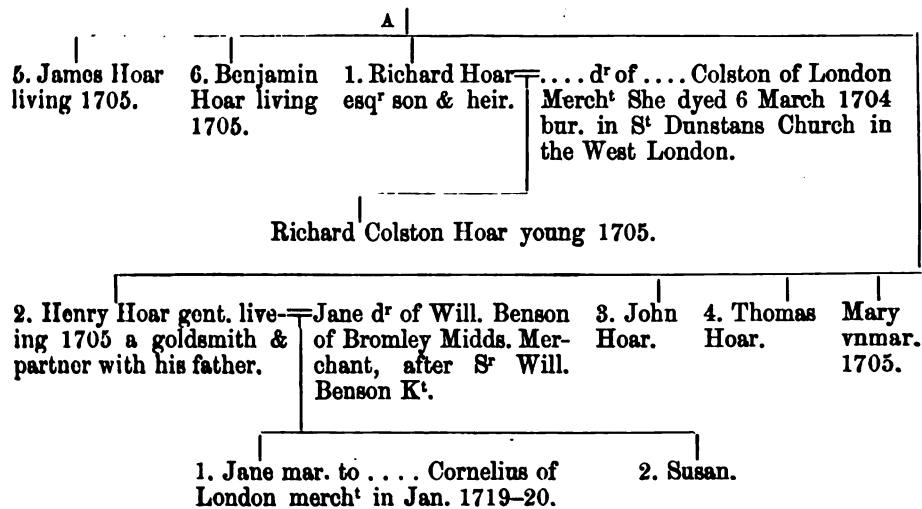 A
5. James Hoar living 1705.
6. Benjamin Hoar living 1705.
1. Richard Hoar esqʳ son & heir.
.... dʳ of .... Colston of London
Merchᵗ She dyed 6 March 1704
bur. in Sᵗ Dunstans Church in
the West London.
Richard Colston Hoar young 1705.
2. Henry Hoar gent. live-
ing 1705 a goldsmith &
partner with his father.
Jane dʳ of Will. Benson
of Bromley Midds. Mer-
chant, after Sʳ Will.
Benson Kᵗ.
3. John
Hoar.
4. Thomas
Hoar.
Mary
vnmar.
1705.
1. Jane mar. to .... Cornelius of
London merchᵗ in Jan. 1719–20.
2. Susan.